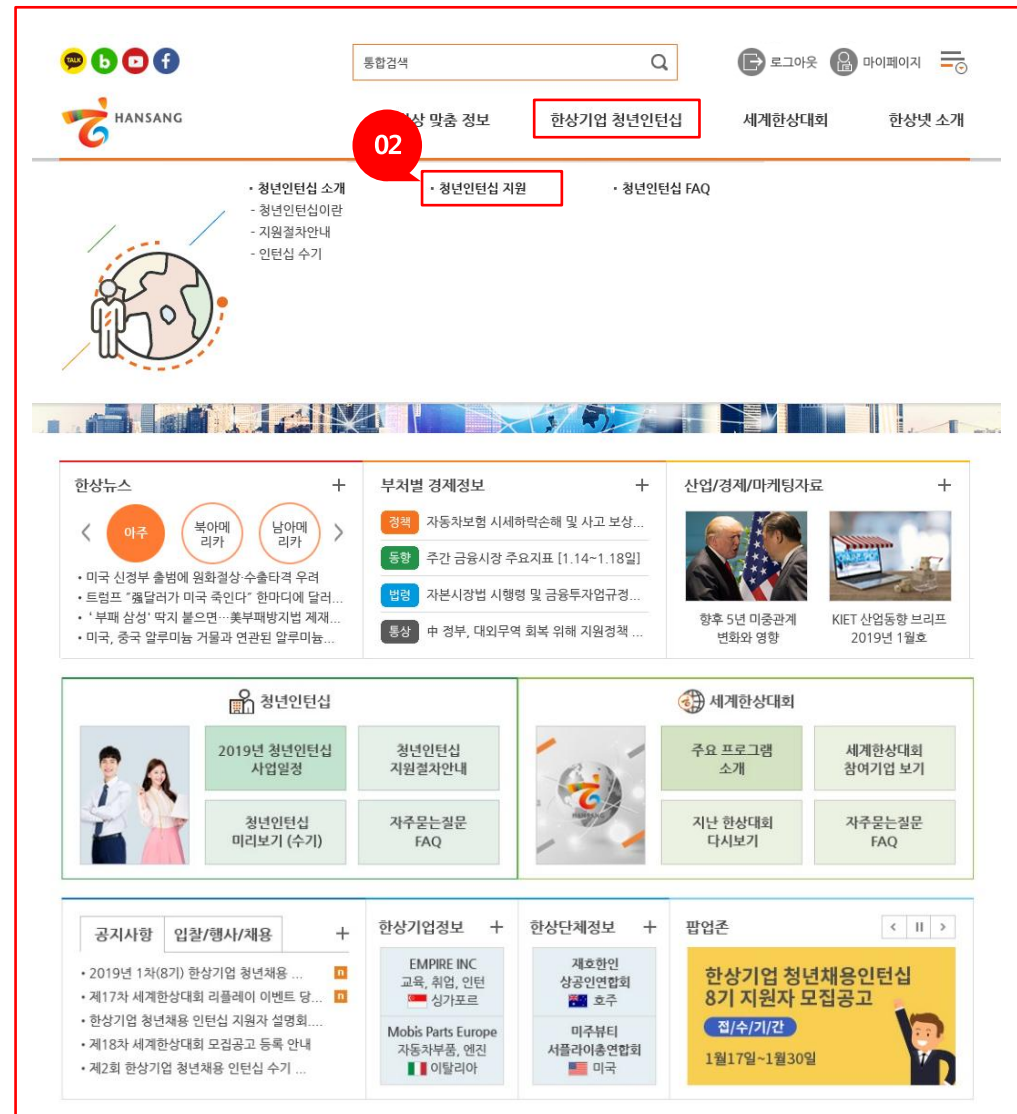 TALK
통합검색
로그아웃
마이페이지
HANSANG
맞춤 정보
한상기업 청년인턴십
세계한상대회
한상넷 소개
02
· 청년인턴십 소개
- 청년인턴십이란
- 지원절차안내
- 인턴십 수기
· 청년인턴십 지원
· 청년인턴십 FAQ
한상뉴스 +
아주
북아메
리카
남아메
리카
• 미국 신정부 출범에 원화절상·수출타격 우려
• 트럼프 "强달러가 미국 죽인다" 한마디에 달러...
• '부패 삼성' 딱지 붙으면…美부패방지법 제재...
• 미국, 중국 알루미늄 거물과 연관된 알루미늄...
부처별 경제정보 +
정책 자동차보험 시세하락손해 및 사고 보상...
동향 주간 금융시장 주요지표 [1.14~1.18일]
법령 자본시장법 시행령 및 금융투자업규정...
통상 中 정부, 대외무역 회복 위해 지원정책 ...
산업/경제/마케팅자료 +
향후 5년 미중관계
변화와 영향
KIET 산업동향 브리프
2019년 1월호
청년인턴십
2019년 청년인턴십
사업일정
청년인턴십
지원절차안내
청년인턴십
미리보기 (수기)
자주묻는질문
FAQ
세계한상대회
HANSANG
주요 프로그램
소개
세계한상대회
참여기업 보기
지난 한상대회
다시보기
자주묻는질문
FAQ
공지사항 입찰/행사/채용 +
• 2019년 1차(8기) 한상기업 청년채용 ... n
• 제17차 세계한상대회 리플레이 이벤트 당... n
• 한상기업 청년채용 인턴십 지원자 설명회....
• 제18차 세계한상대회 모집공고 등록 안내
• 제2회 한상기업 청년채용 인턴십 수기 ...
한상기업정보 +
EMPIRE INC
교육, 취업, 인턴
싱가포르
Mobis Parts Europe
자동차부품, 엔진
이탈리아
한상단체정보 +
재호한인
상공인연합회
호주
미주뷰티
서플라이총연합회
미국
팝업존
한상기업 청년채용인턴십
8기 지원자 모집공고
접/수/기/간
1월17일~1월30일